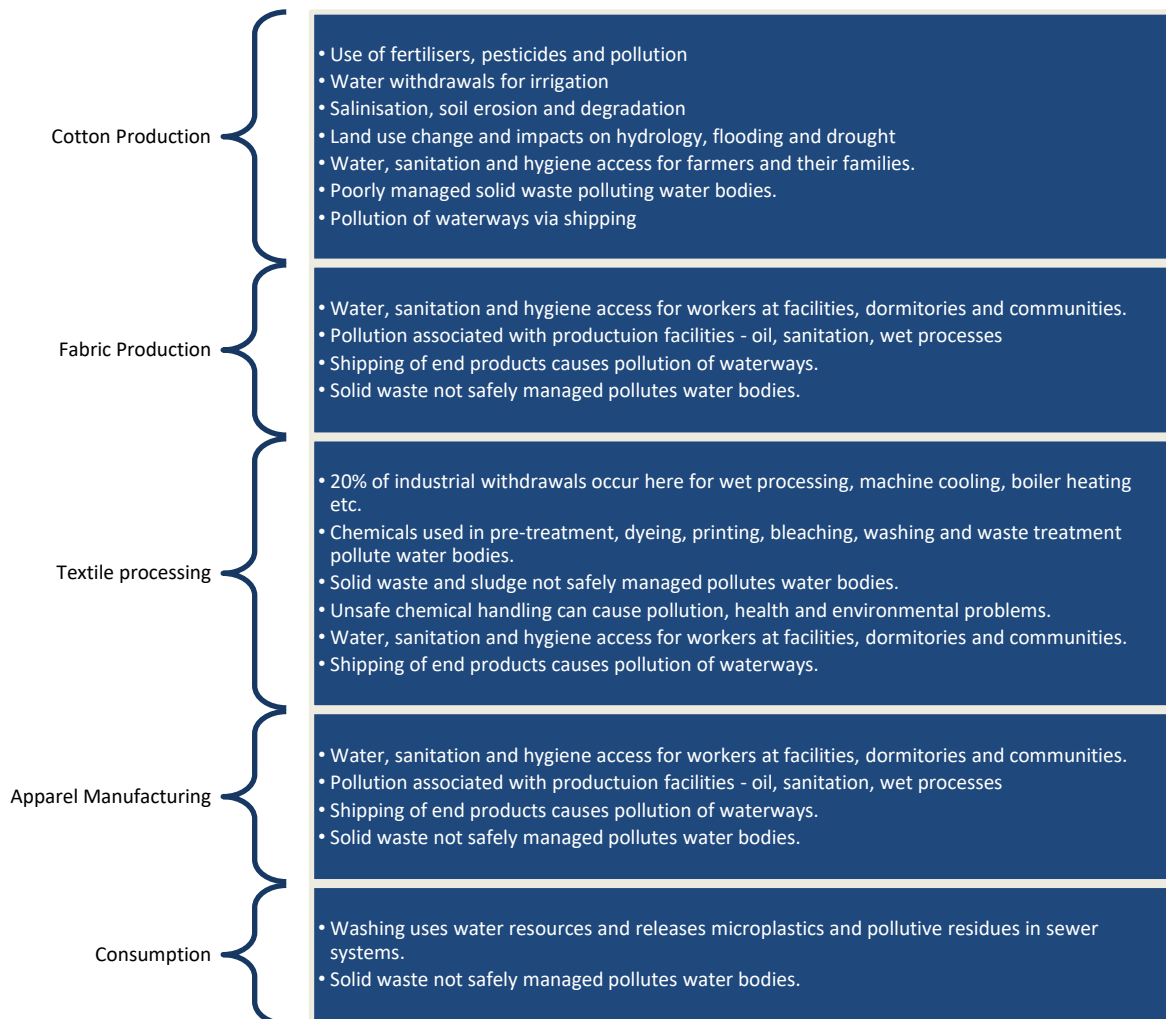 Cotton Production
• Use of fertilisers, pesticides and pollution
• Water withdrawals for irrigation
• Salinisation, soil erosion and degradation
• Land use change and impacts on hydrology, flooding and drought
• Water, sanitation and hygiene access for farmers and their families.
• Poorly managed solid waste polluting water bodies.
• Pollution of waterways via shipping
Fabric Production
• Water, sanitation and hygiene access for workers at facilities, dormitories and communities.
• Pollution associated with productuion facilities - oil, sanitation, wet processes
• Shipping of end products causes pollution of waterways.
• Solid waste not safely managed pollutes water bodies.
Textile processing
• 20% of industrial withdrawals occur here for wet processing, machine cooling, boiler heating
etc.
• Chemicals used in pre-treatment, dyeing, printing, bleaching, washing and waste treatment
pollute water bodies.
• Solid waste and sludge not safely managed pollutes water bodies.
• Unsafe chemical handling can cause pollution, health and environmental problems.
• Water, sanitation and hygiene access for workers at facilities, dormitories and communities.
• Shipping of end products causes pollution of waterways.
Apparel Manufacturing
• Water, sanitation and hygiene access for workers at facilities, dormitories and communities.
• Pollution associated with productuion facilities - oil, sanitation, wet processes
• Shipping of end products causes pollution of waterways.
• Solid waste not safely managed pollutes water bodies.
Consumption
• Washing uses water resources and releases microplastics and pollutive residues in sewer
systems.
• Solid waste not safely managed pollutes water bodies.